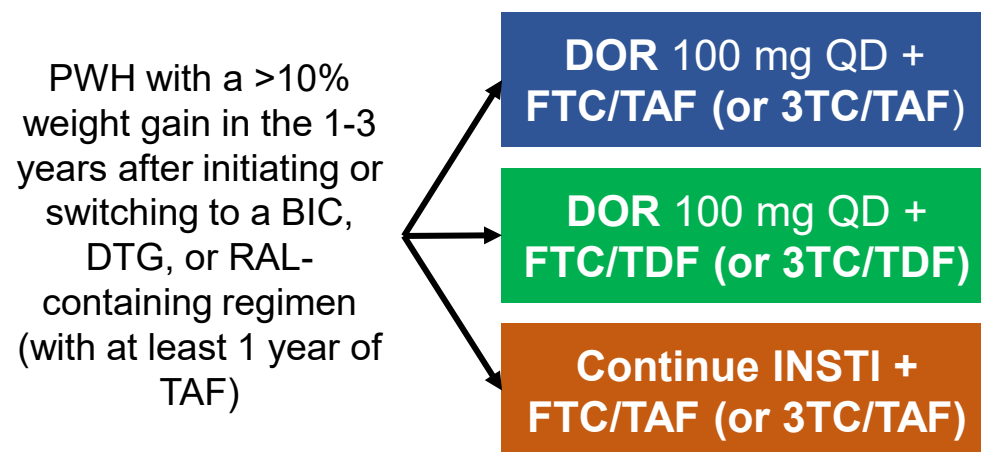 PWH with a >10%
weight gain in the 1-3
years after initiating or
switching to a BIC,
DTG, or RAL-
containing regimen
(with at least 1 year of
TAF)
DOR 100 mg QD +
FTC/TAF (or 3TC/TAF)
DOR 100 mg QD +
FTC/TDF (or 3TC/TDF)
Continue INSTI +
FTC/TAF (or 3TC/TAF)